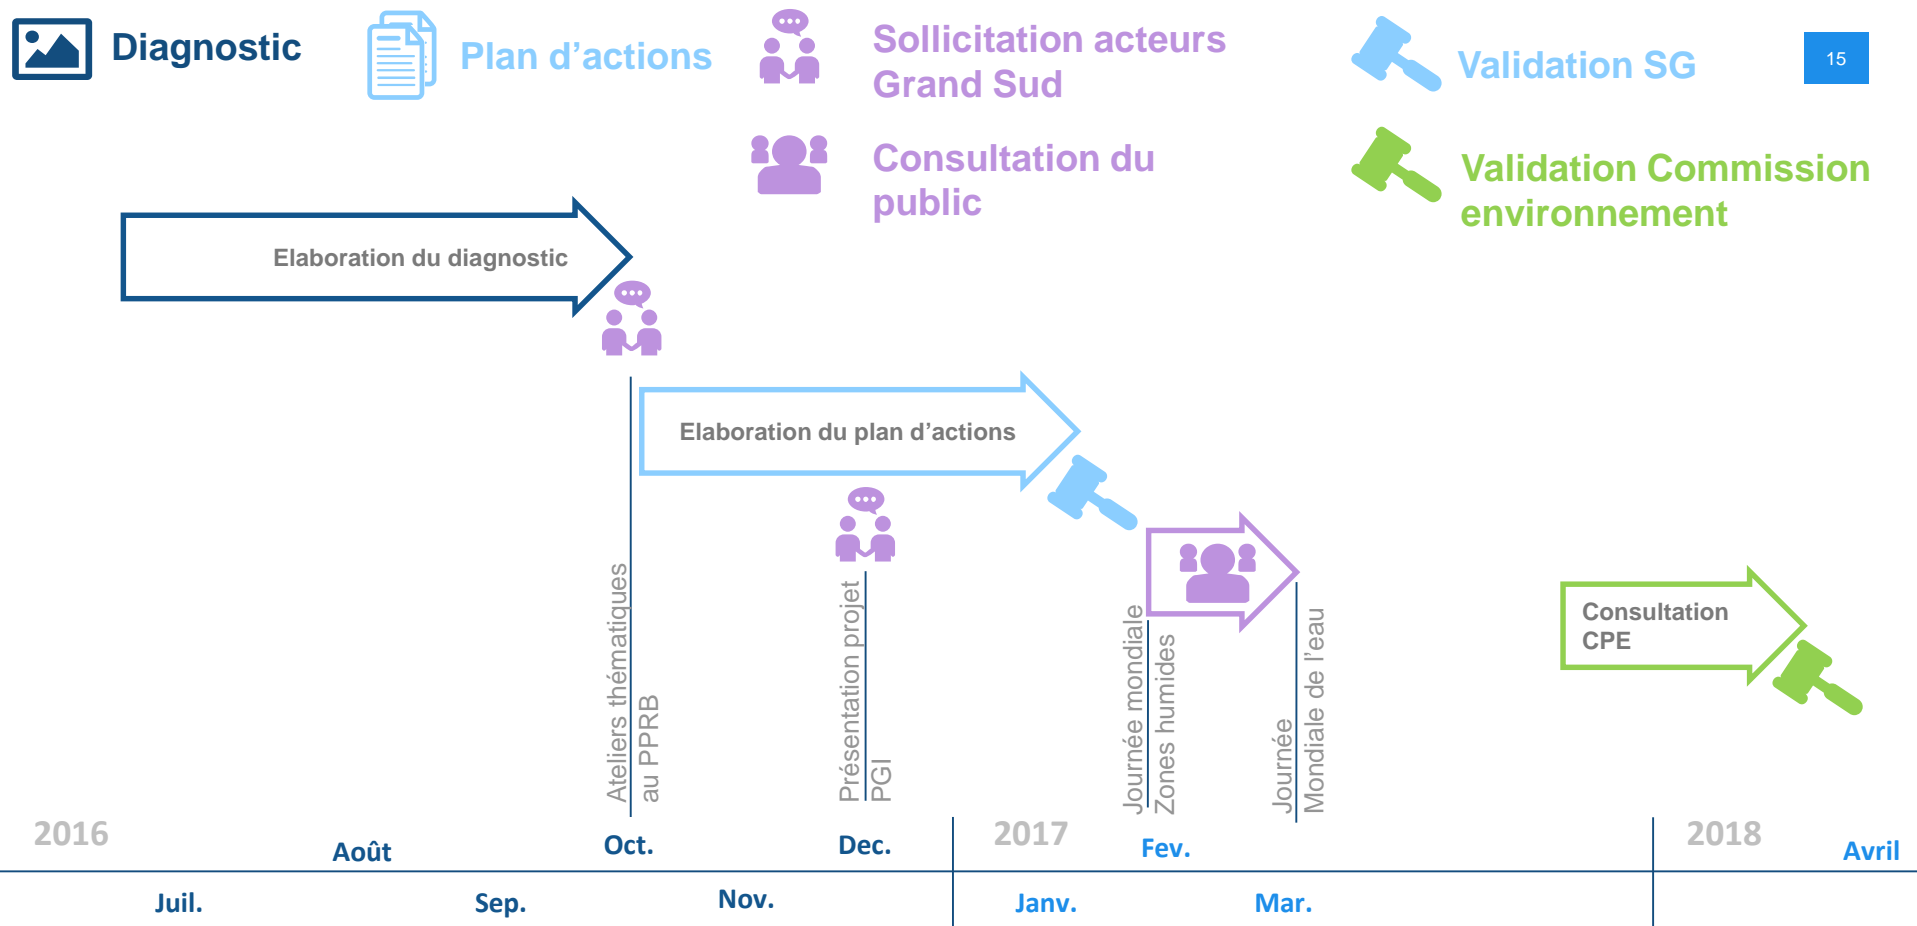 Diagnostic
Plan d’actions
Sollicitation acteurs
Grand Sud
Validation SG
15
Consultation du
public
Validation Commission
environnement
Elaboration du diagnostic
Elaboration du plan d’actions
Ateliers thématiques
au PPRB
Présentation projet
PGI
Journée mondiale
Zones humides
Journée
Mondiale de l’eau
Consultation
CPE
2016
Août
Oct.
Dec.
2017
Fev.
2018
Avril
Juil.
Sep.
Nov.
Janv.
Mar.